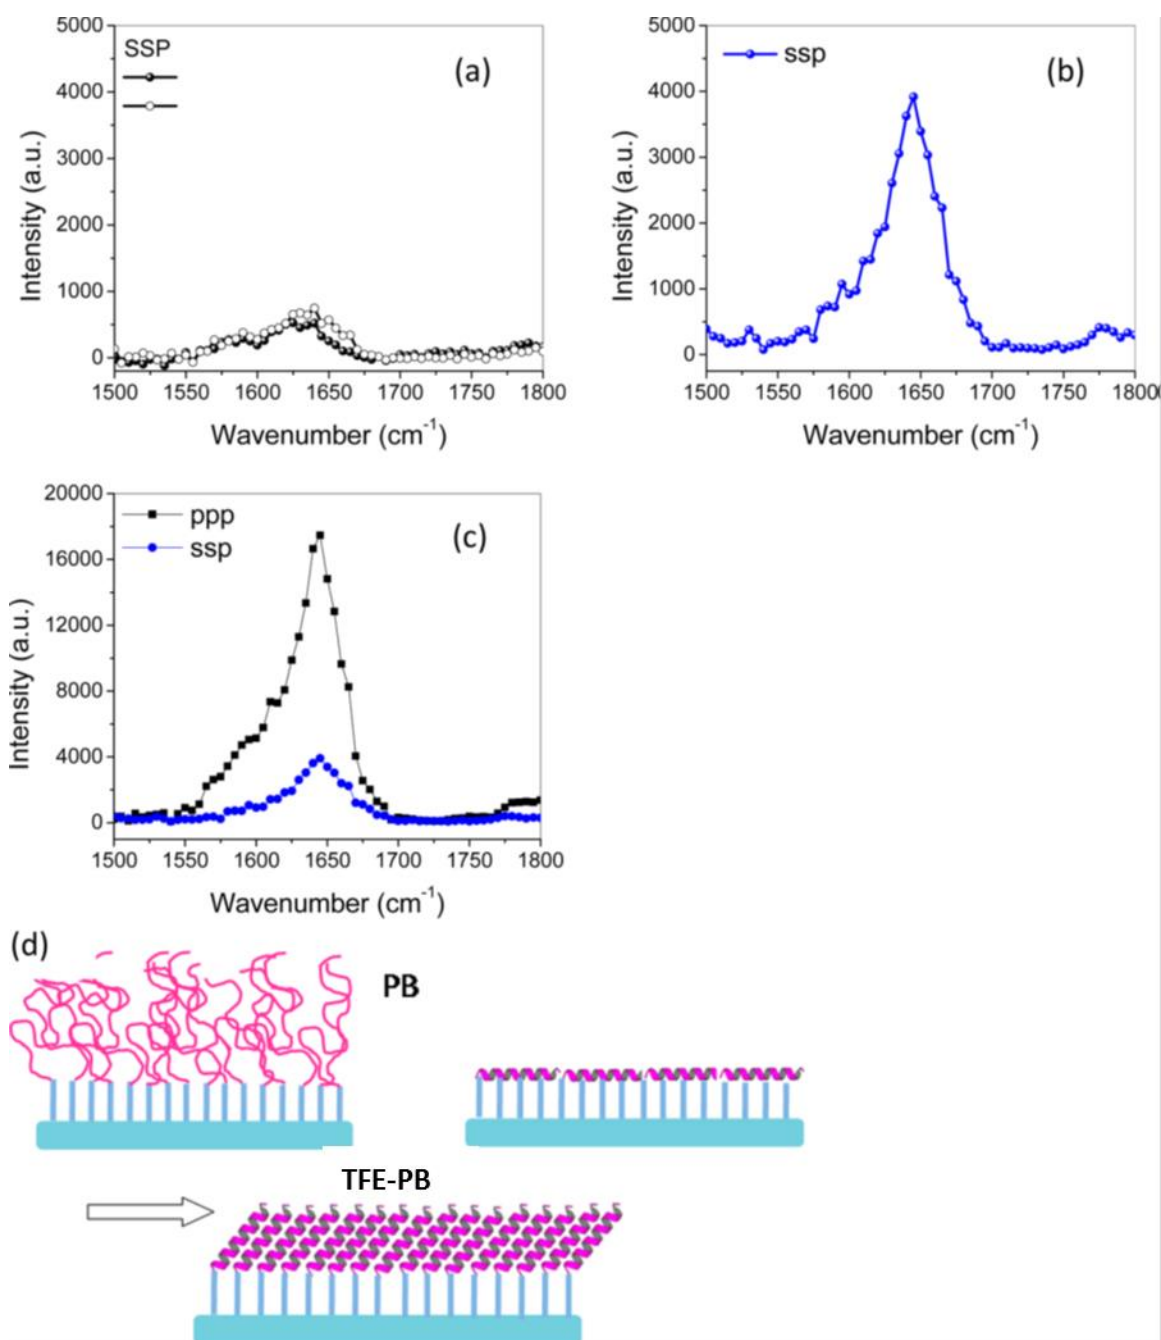 SSP
(a)
5000
4000
3000
2000
1000
0
1500 1550 1600 1650 1700 1750 1800
Intensity (a.u.)
Wavenumber (cm⁻¹)
ssp
(b)
5000
4000
3000
2000
1000
0
1500 1550 1600 1650 1700 1750 1800
Intensity (a.u.)
Wavenumber (cm⁻¹)
ppp
ssp
(c)
20000
16000
12000
8000
4000
0
1500 1550 1600 1650 1700 1750 1800
Intensity (a.u.)
Wavenumber (cm⁻¹)
(d)
PB
TFE-PB